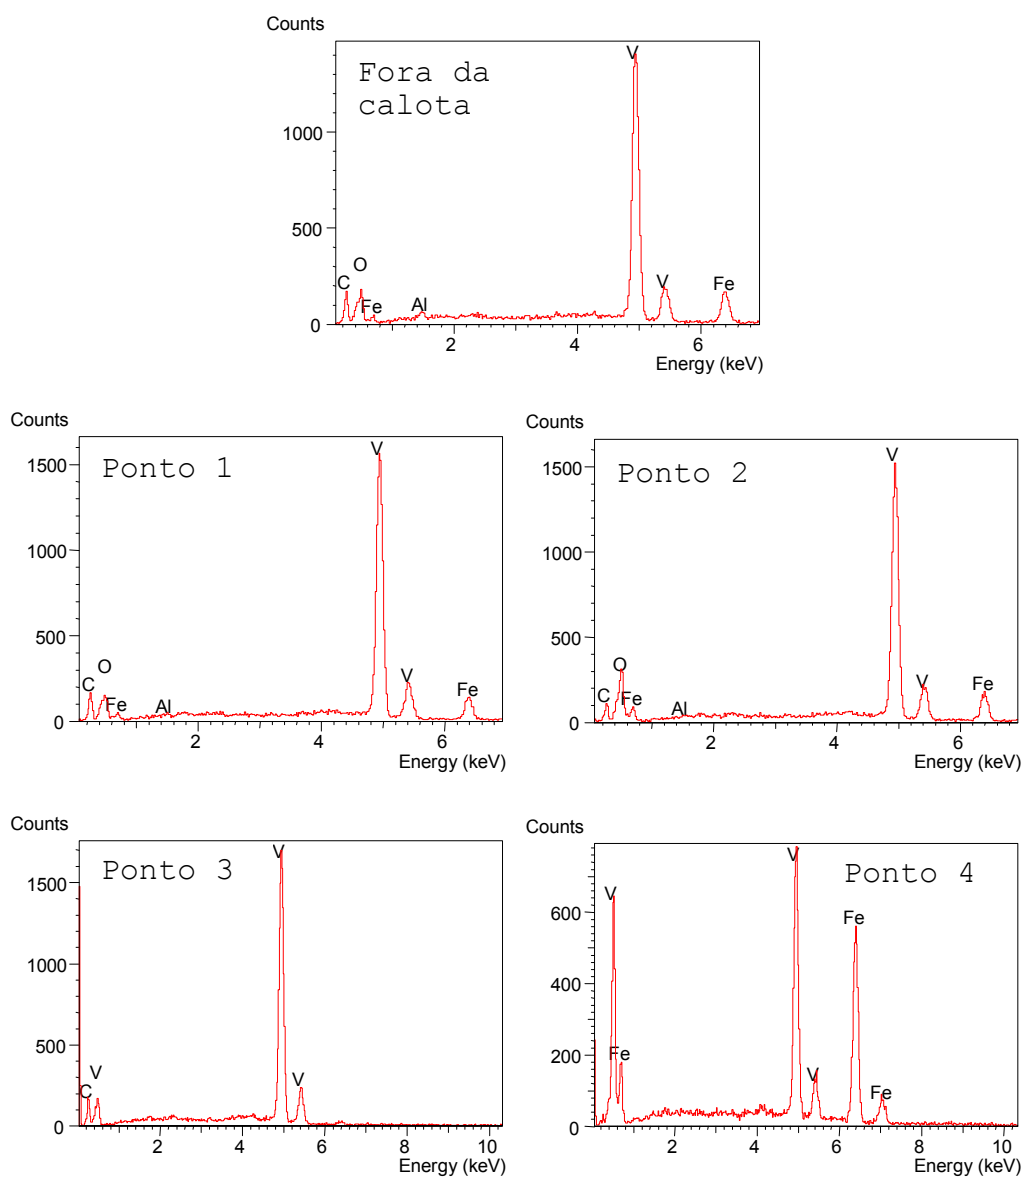 Counts
Fora da
calota
V
1000
500
C
O
Fe
Al
V
Fe
0
2
4
6
Energy (keV)
Counts
Ponto 1
V
1500
1000
500
C
O
Fe
Al
V
Fe
0
2
4
6
Energy (keV)
Counts
Ponto 2
V
1500
1000
500
C
O
Fe
Al
V
Fe
0
2
4
6
Energy (keV)
Counts
Ponto 3
V
1500
1000
500
C
V
V
0
2
4
6
8
10
Energy (keV)
Counts
Ponto 4
V
V
Fe
600
400
200
Fe
V
Fe
0
2
4
6
8
10
Energy (keV)